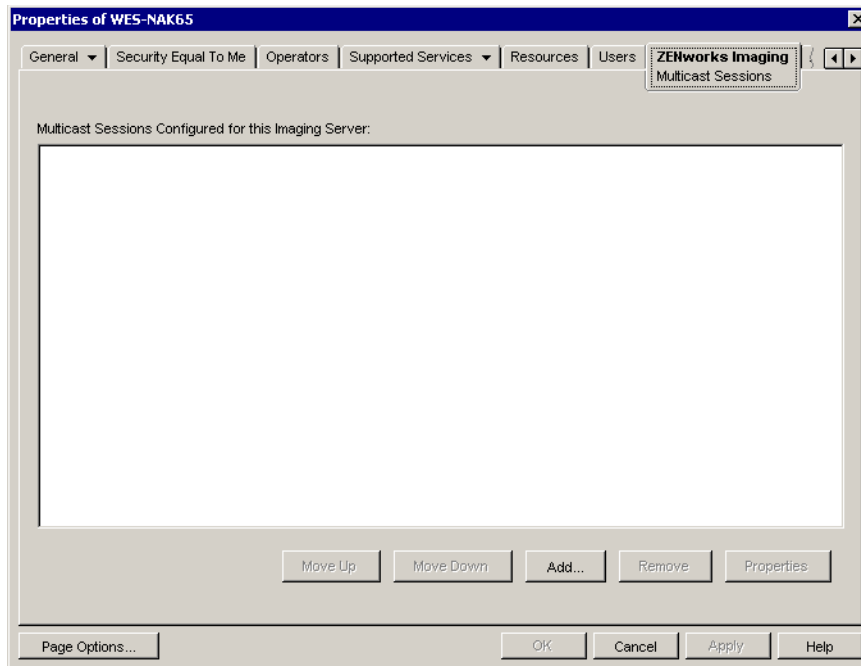 Properties of WES-NAK65
General
Security Equal To Me
Operators
Supported Services
Resources
Users
ZENworks Imaging
Multicast Sessions
Multicast Sessions Configured for this Imaging Server:
Move Up
Move Down
Add...
Remove
Properties
Page Options...
OK
Cancel
Apply
Help